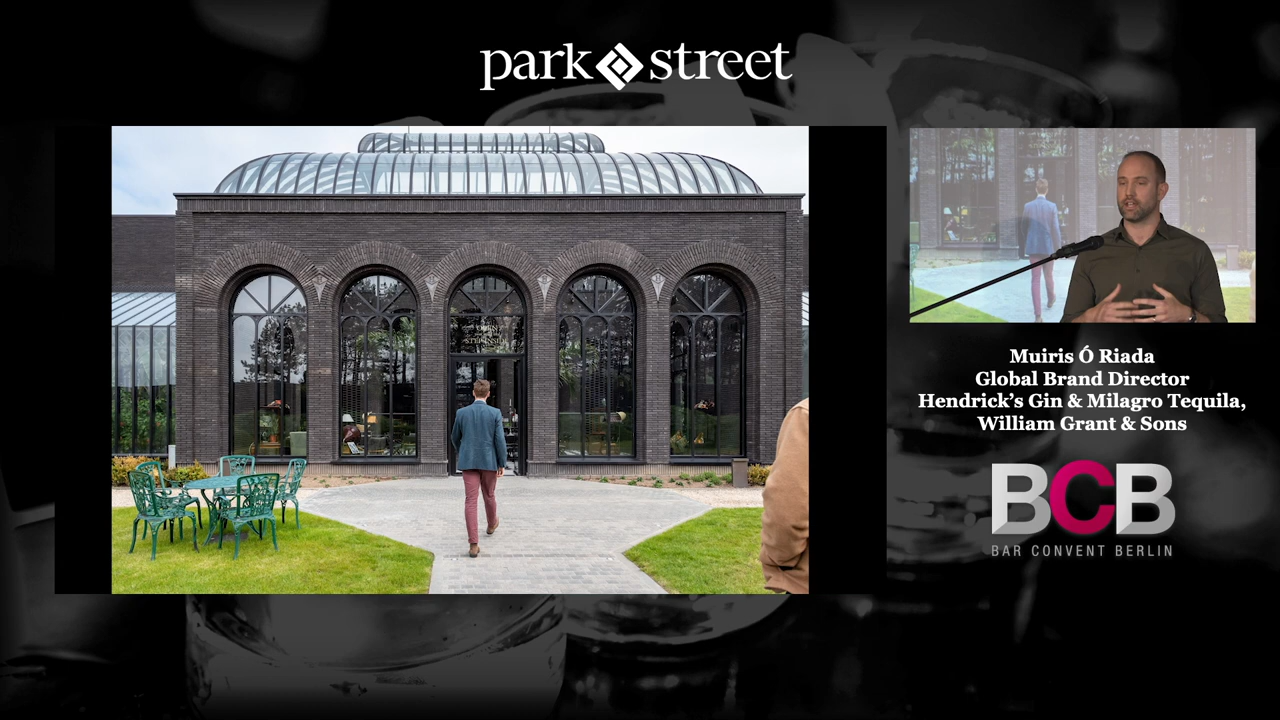 park street
Muiris Ó Riada
Global Brand Director
Hendrick’s Gin & Milagro Tequila,
William Grant & Sons
BCB
BAR CONVENT BERLIN